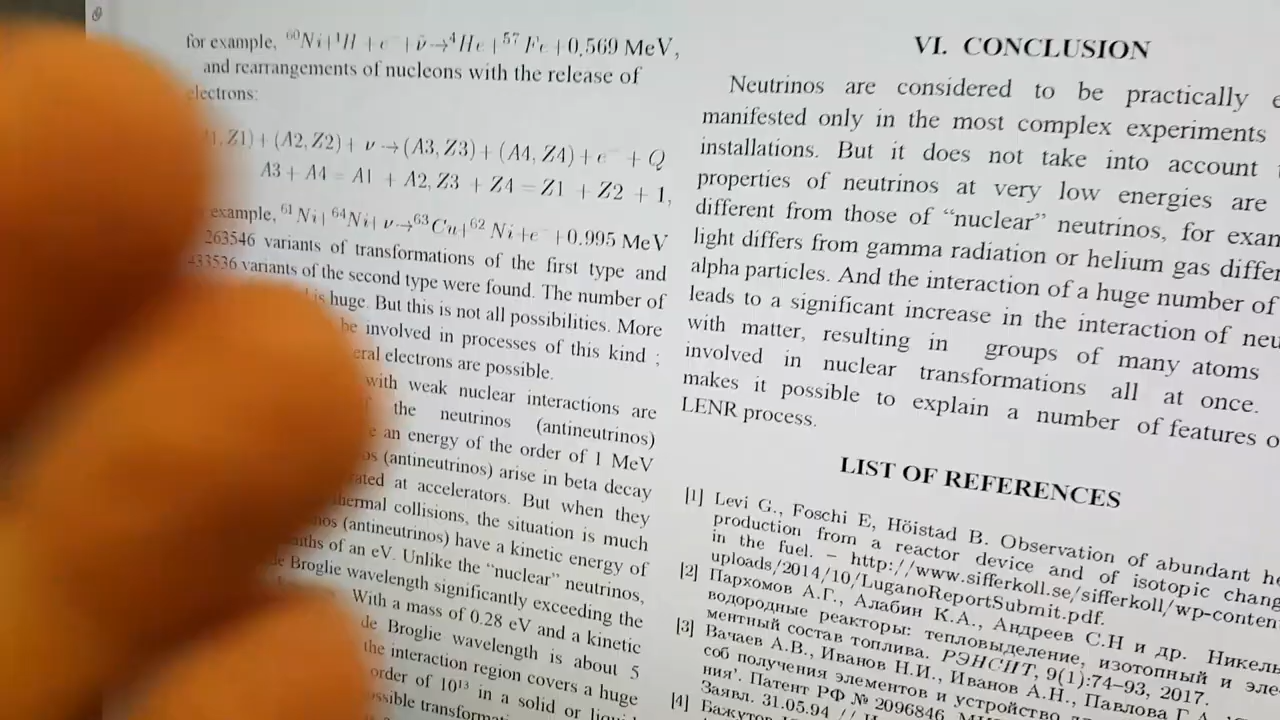 for example, ⁶⁰Ni+¹H + e⁻ + ν̄→⁴He+⁵⁷Fe+0,569 MeV,
and rearrangements of nucleons with the release of
electrons:
1, Z1) + (A2, Z2) + ν → (A3, Z3) + (A4, Z4) + e⁻ + Q
A3 + A4 = A1 + A2, Z3 + Z4 = Z1 + Z2 + 1,
example, ⁶¹Ni+⁶⁴Ni+ν→⁶³Cu+⁶²Ni+e⁻+0.995 MeV
263546 variants of transformations of the first type and
433536 variants of the second type were found. The number of
is huge. But this is not all possibilities. More
be involved in processes of this kind ;
eral electrons are possible.
with weak nuclear interactions are
the neutrinos (antineutrinos)
an energy of the order of 1 MeV
os (antineutrinos) arise in beta decay
rated at accelerators. But when they
thermal collisions, the situation is much
nos (antineutrinos) have a kinetic energy of
nths of an eV. Unlike the “nuclear” neutrinos,
de Broglie wavelength significantly exceeding the
With a mass of 0.28 eV and a kinetic
de Broglie wavelength is about 5
the interaction region covers a huge
order of 10¹³ in a solid or liqui
ssible transformat
VI. CONCLUSION
Neutrinos are considered to be practically e
manifested only in the most complex experiments
installations. But it does not take into account
properties of neutrinos at very low energies are
different from those of “nuclear” neutrinos, for exam
light differs from gamma radiation or helium gas differ
alpha particles. And the interaction of a huge number of
leads to a significant increase in the interaction of neu
with matter, resulting in groups of many atoms
involved in nuclear transformations all at once.
makes it possible to explain a number of features o
LENR process.
LIST OF REFERENCES
[1] Levi G., Foschi E, Höistad B. Observation of abundant he
production from a reactor device and of isotopic chang
in the fuel. – http://www.sifferkoll.se/sifferkoll/wp-conten
uploads/2014/10/LuganoReportSubmit.pdf.
[2] Пархомов А.Г., Алабин К.А., Андреев С.Н и др. Никель
водородные реакторы: тепловыделение, изотопный и эле
ментный состав топлива. РЭНСИТ, 9(1):74–93, 2017.
[3] Вачаев А.В., Иванов Н.И., Иванов А.Н., Павлова Г.А.
соб получения элементов и устройство
ния'. Патент РФ № 2096846
Заявл. 31.05.94 //
[4] Бажутов